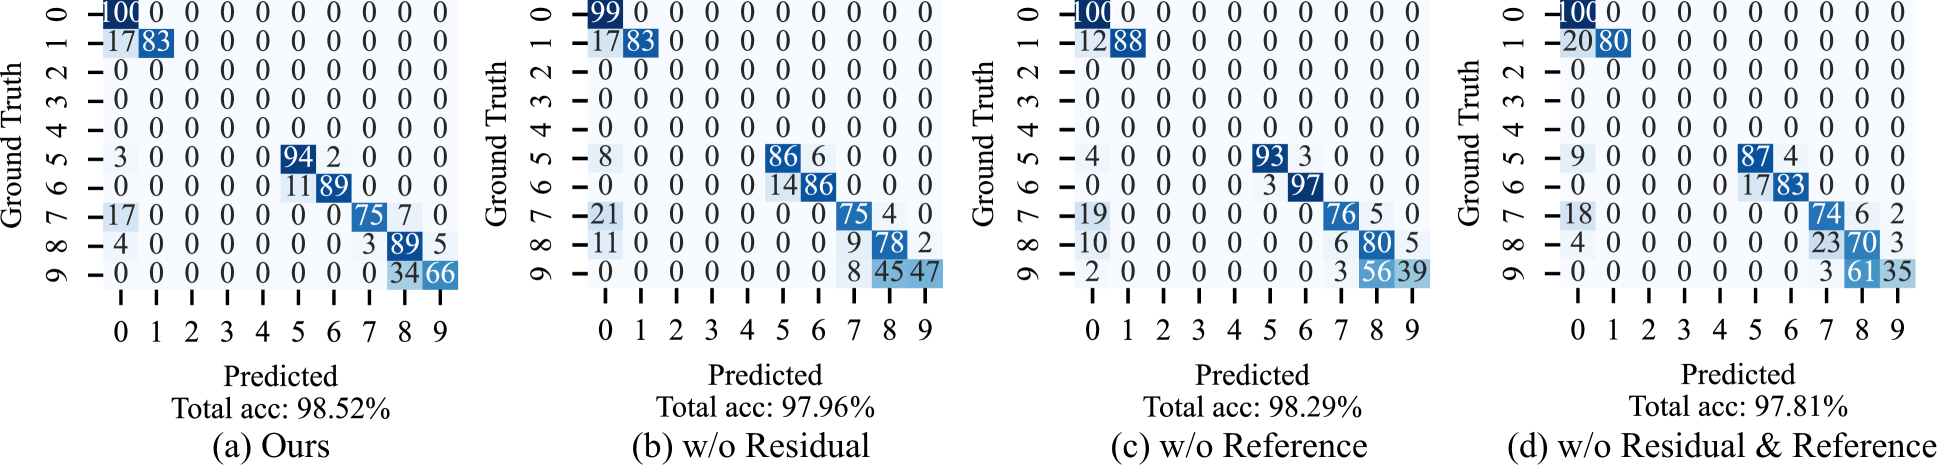 Ground Truth
0 100 0 0 0 0 0 0 0 0 0
1 17 83 0 0 0 0 0 0 0 0
2 0 0 0 0 0 0 0 0 0 0
3 0 0 0 0 0 0 0 0 0 0
4 0 0 0 0 0 0 0 0 0 0
5 3 0 0 0 0 94 2 0 0 0
6 0 0 0 0 0 11 89 0 0 0
7 17 0 0 0 0 0 0 75 7 0
8 4 0 0 0 0 0 0 3 89 5
9 0 0 0 0 0 0 0 0 34 66
0 1 2 3 4 5 6 7 8 9
Predicted
Total acc: 98.52%
(a) Ours
Ground Truth
0 99 0 0 0 0 0 0 0 0 0
1 17 83 0 0 0 0 0 0 0 0
2 0 0 0 0 0 0 0 0 0 0
3 0 0 0 0 0 0 0 0 0 0
4 0 0 0 0 0 0 0 0 0 0
5 8 0 0 0 0 86 6 0 0 0
6 0 0 0 0 0 14 86 0 0 0
7 21 0 0 0 0 0 0 75 4 0
8 11 0 0 0 0 0 0 9 78 2
9 0 0 0 0 0 0 0 8 45 47
0 1 2 3 4 5 6 7 8 9
Predicted
Total acc: 97.96%
(b) w/o Residual
Ground Truth
0 100 0 0 0 0 0 0 0 0 0
1 12 88 0 0 0 0 0 0 0 0
2 0 0 0 0 0 0 0 0 0 0
3 0 0 0 0 0 0 0 0 0 0
4 0 0 0 0 0 0 0 0 0 0
5 4 0 0 0 0 93 3 0 0 0
6 0 0 0 0 0 3 97 0 0 0
7 19 0 0 0 0 0 0 76 5 0
8 10 0 0 0 0 0 0 6 80 5
9 2 0 0 0 0 0 0 3 56 39
0 1 2 3 4 5 6 7 8 9
Predicted
Total acc: 98.29%
(c) w/o Reference
Ground Truth
0 100 0 0 0 0 0 0 0 0 0
1 20 80 0 0 0 0 0 0 0 0
2 0 0 0 0 0 0 0 0 0 0
3 0 0 0 0 0 0 0 0 0 0
4 0 0 0 0 0 0 0 0 0 0
5 9 0 0 0 0 87 4 0 0 0
6 0 0 0 0 0 17 83 0 0 0
7 18 0 0 0 0 0 0 74 6 2
8 4 0 0 0 0 0 0 23 70 3
9 0 0 0 0 0 0 0 3 61 35
0 1 2 3 4 5 6 7 8 9
Predicted
Total acc: 97.81%
(d) w/o Residual & Reference